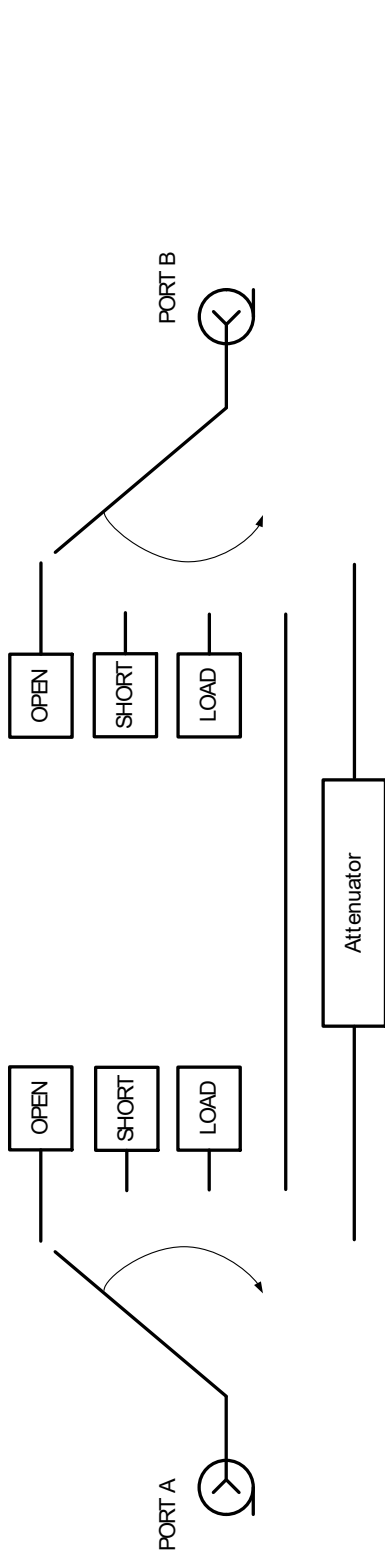 OPEN
OPEN
SHORT
SHORT
LOAD
LOAD
PORT A
PORT B
Attenuator